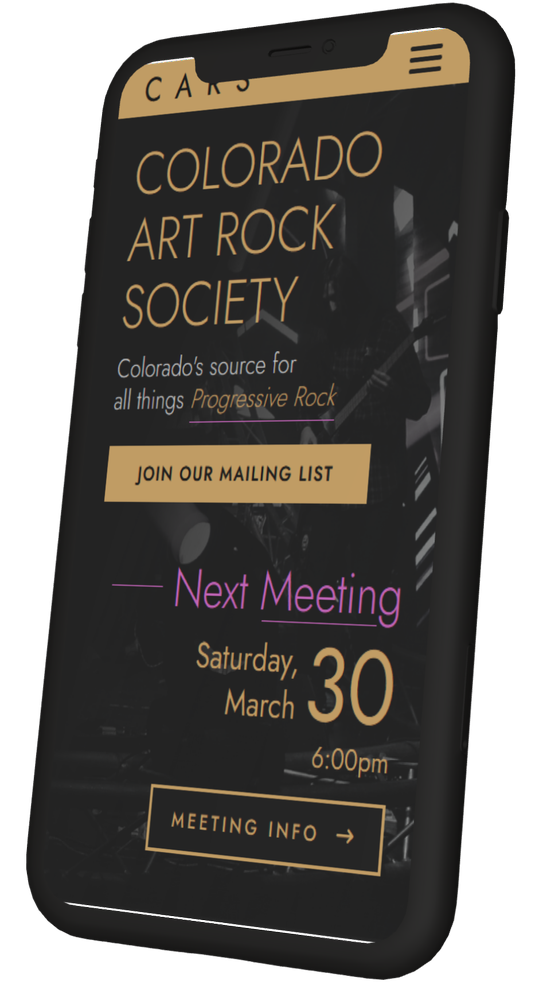 CARS
COLORADO
ART ROCK
SOCIETY
Colorado's source for
all things Progressive Rock
JOIN OUR MAILING LIST
Next Meeting
Saturday,
March 30
6:00pm
MEETING INFO →